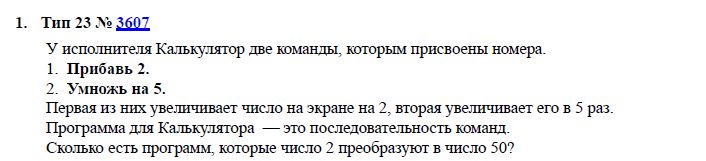 1. Тип 23 № 3607
У исполнителя Калькулятор две команды, которым присвоены номера.
1. Прибавь 2.
2. Умножь на 5.
Первая из них увеличивает число на экране на 2, вторая увеличивает его в 5 раз.
Программа для Калькулятора — это последовательность команд.
Сколько есть программ, которые число 2 преобразуют в число 50?